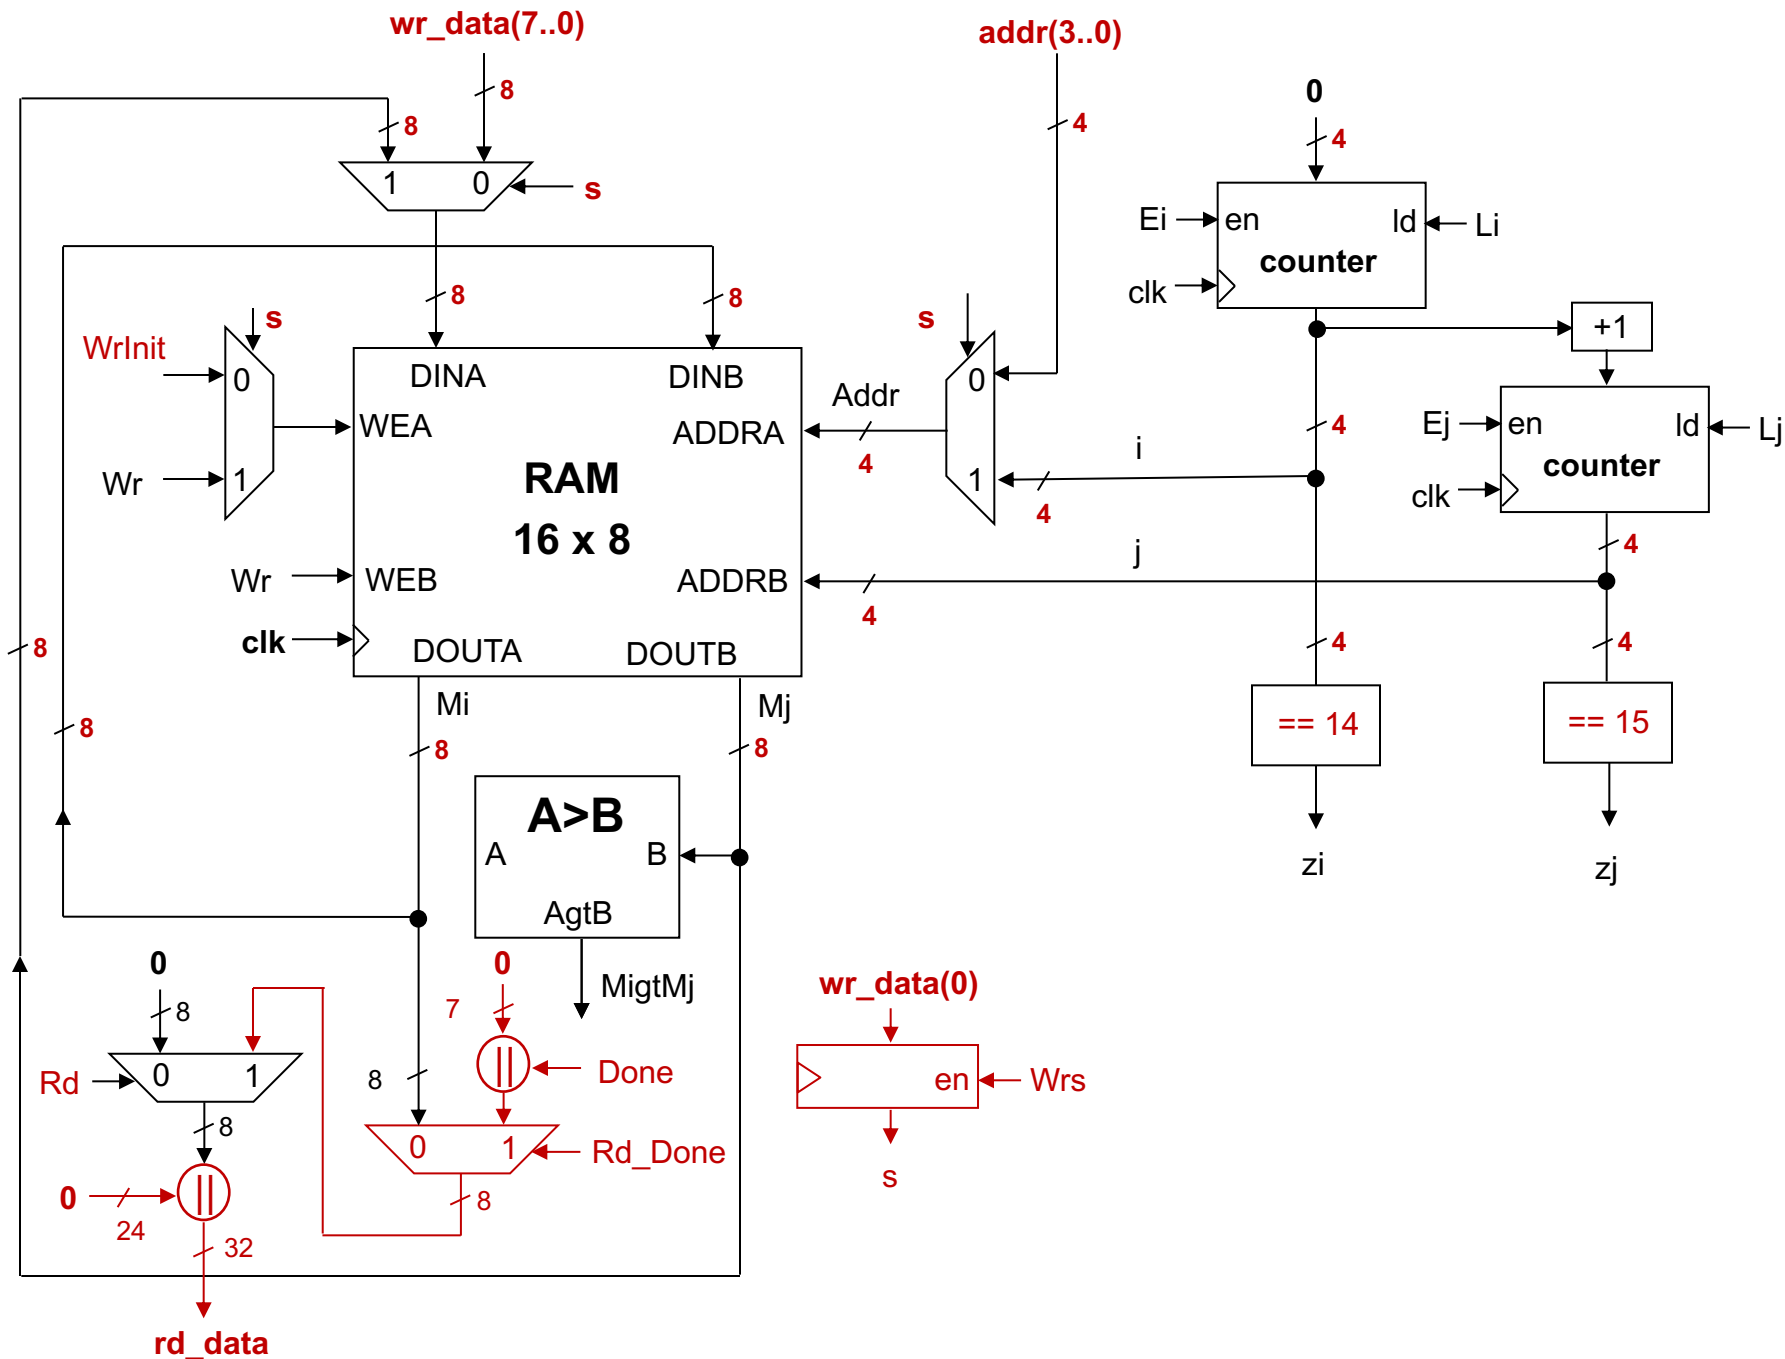 wr_data(7..0)
addr(3..0)
0
8
8
4
4
1 0
s
Ei
en
ld
Li
counter
clk
8
8
s
s
+1
WrInit
0
DINA
DINB
0
Addr
WEA
ADDRA
4
4
Ej
en
ld
Lj
counter
clk
Wr
1
RAM
16 x 8
1
i
4
j
4
Wr
WEB
ADDRB
4
clk
DOUTA
DOUTB
8
4
4
Mi
Mj
8
8
8
== 14
== 15
A>B
A
B
AgtB
zi
zj
MigtMj
0
8
0
7
wr_data(0)
Rd
0 1
8
Done
en
Wrs
8
0 1
Rd_Done
s
0
24
8
32
rd_data